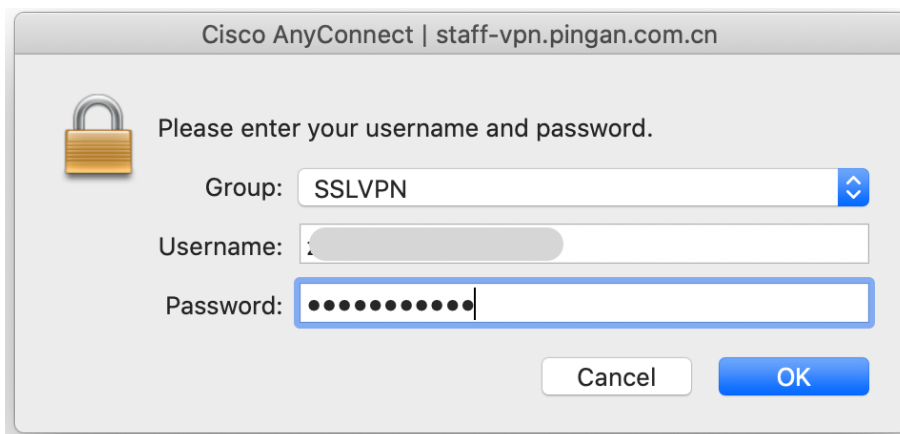 Cisco AnyConnect | staff-vpn.pingan.com.cn
Please enter your username and password.
Group: SSLVPN
Username:
Password: •••••••••••
Cancel OK